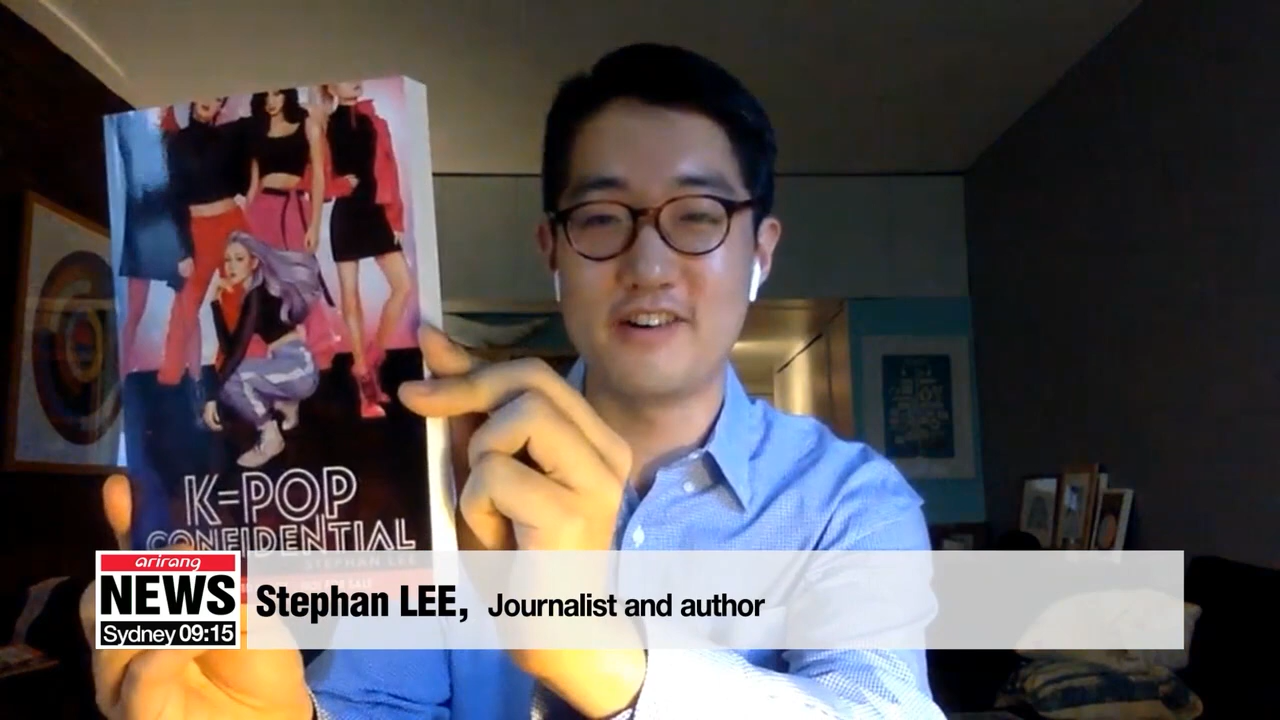 K-POP
CONFIDENTIAL
STEPHAN LEE
arirang
NEWS
Sydney 09:15
Stephan LEE, Journalist and author